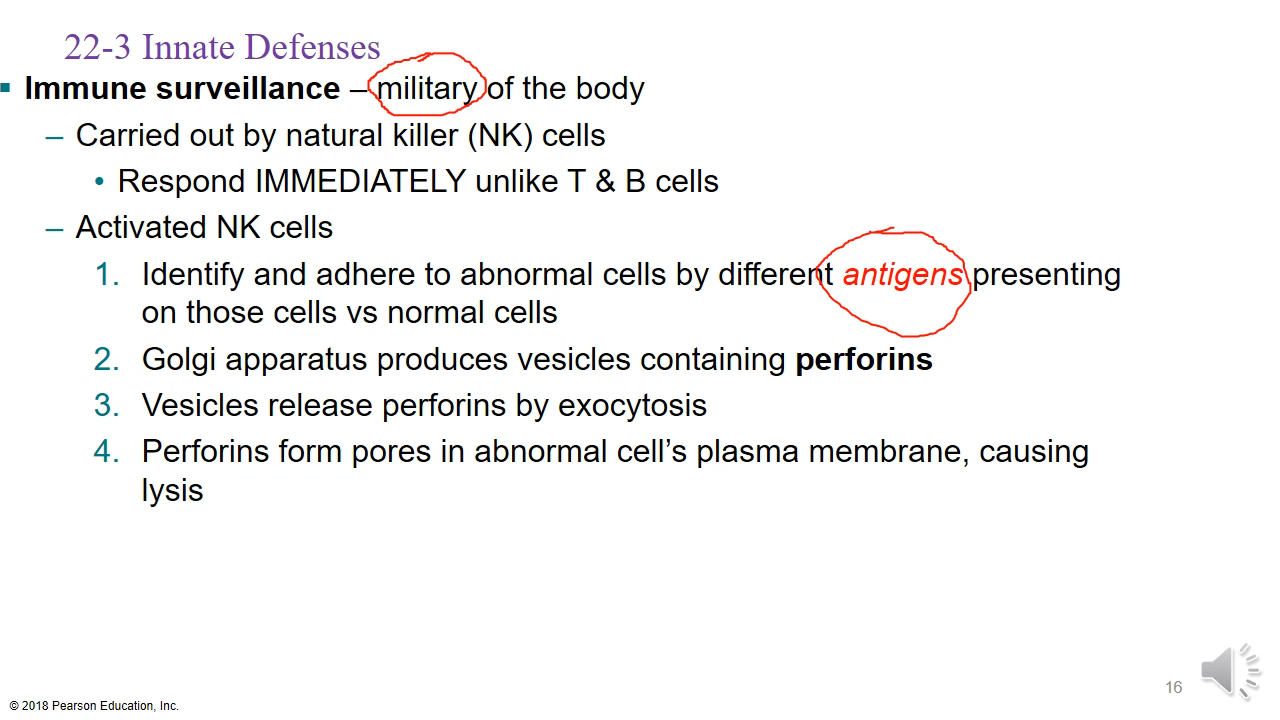 22-3 Innate Defenses
▪ Immune surveillance – military of the body
– Carried out by natural killer (NK) cells
• Respond IMMEDIATELY unlike T & B cells
– Activated NK cells
1. Identify and adhere to abnormal cells by different antigens presenting
on those cells vs normal cells
2. Golgi apparatus produces vesicles containing perforins
3. Vesicles release perforins by exocytosis
4. Perforins form pores in abnormal cell’s plasma membrane, causing
lysis
16
© 2018 Pearson Education, Inc.